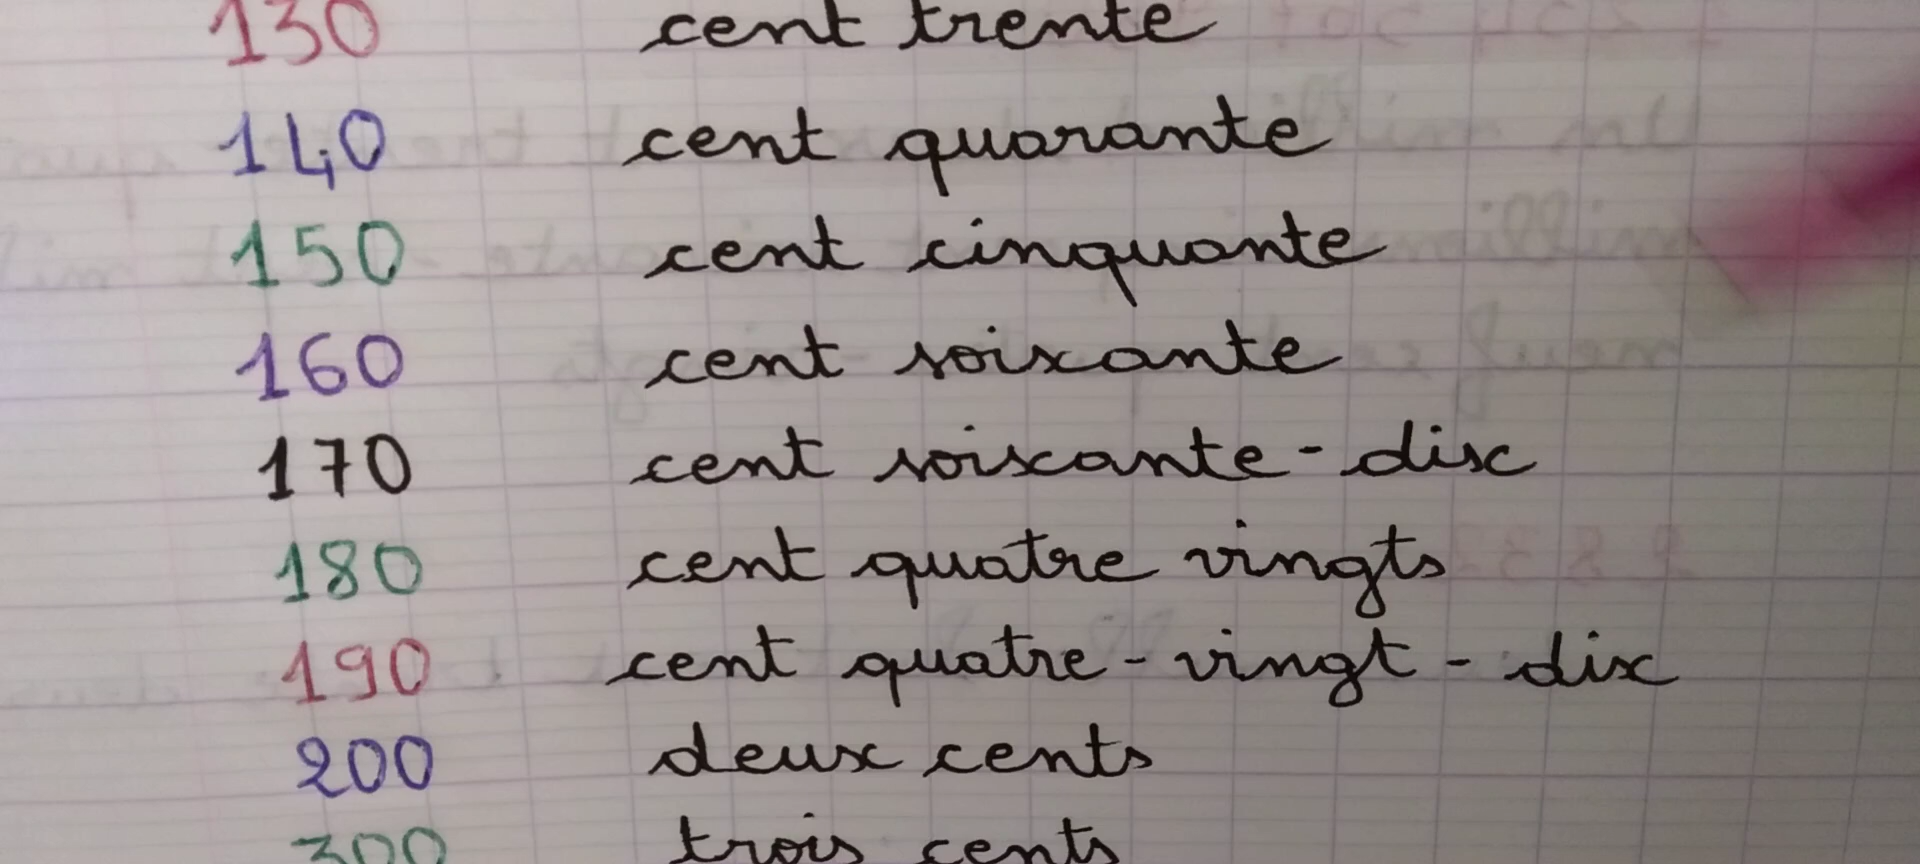 130 cent trente
140 cent quarante
150 cent cinquante
160 cent soixante
170 cent soixante-dix
180 cent quatre vingts
190 cent quatre-vingt-dix
200 deux cents
300 trois cents